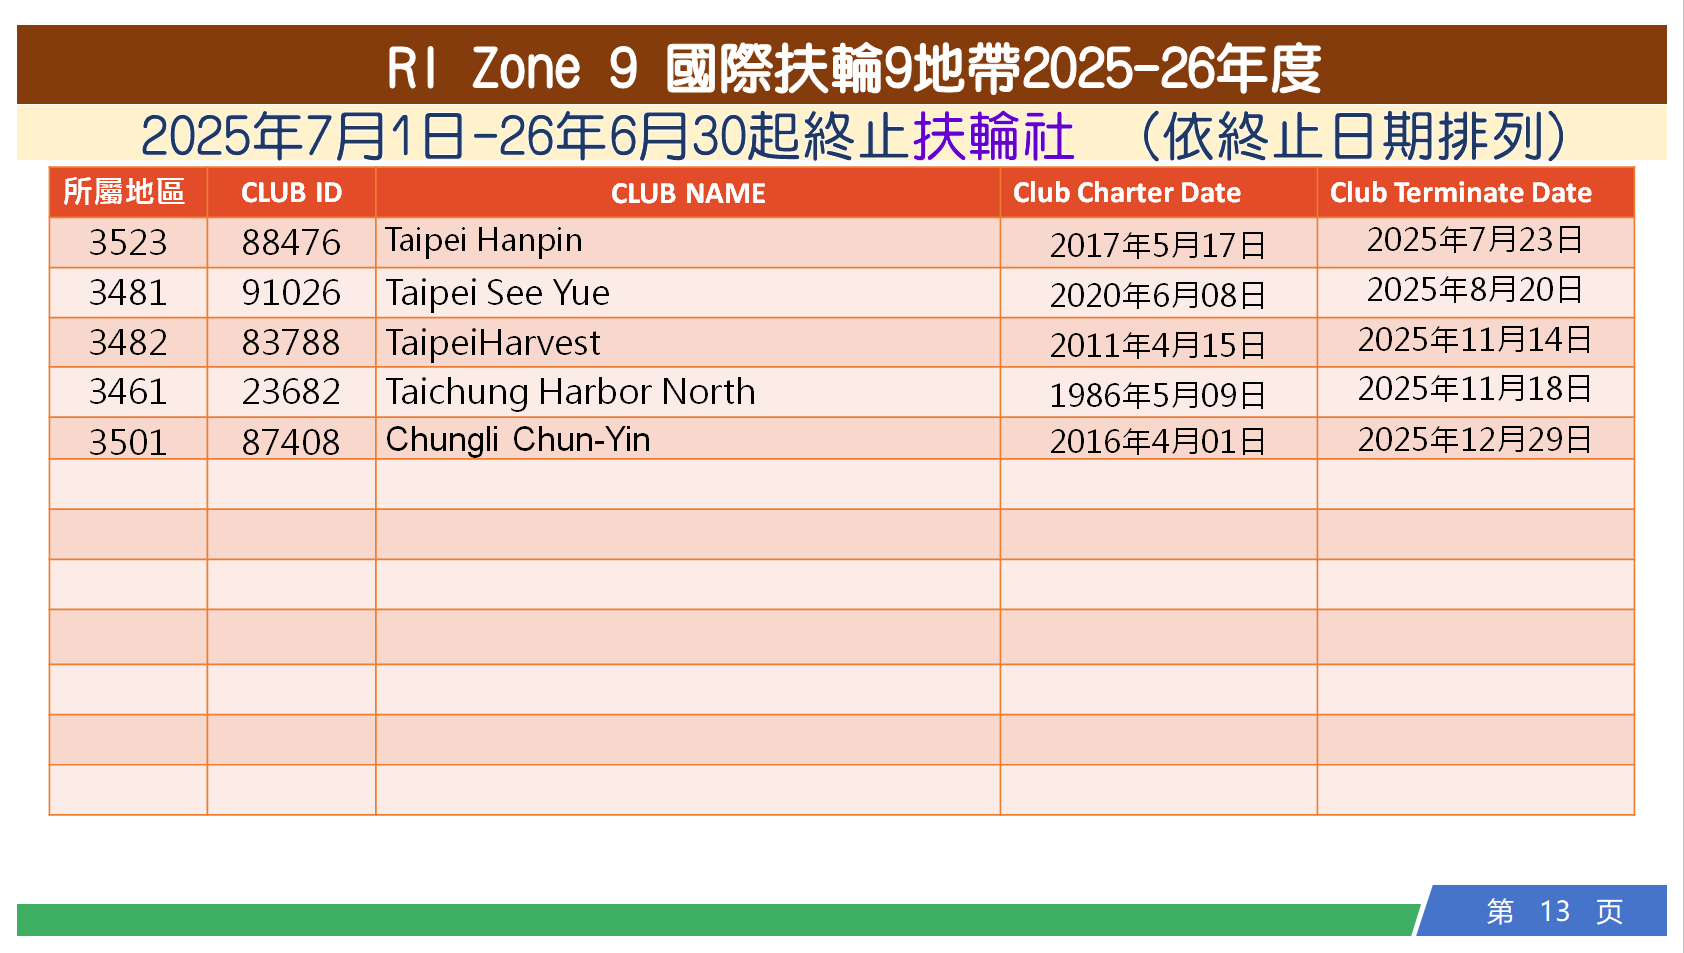 RI Zone 9 國際扶輪9地帶2025-26年度
2025年7月1日-26年6月30起終止扶輪社 (依終止日期排列)
所屬地區 CLUB ID CLUB NAME Club Charter Date Club Terminate Date
3523 88476 Taipei Hanpin 2017年5月17日 2025年7月23日
3481 91026 Taipei See Yue 2020年6月08日 2025年8月20日
3482 83788 TaipeiHarvest 2011年4月15日 2025年11月14日
3461 23682 Taichung Harbor North 1986年5月09日 2025年11月18日
3501 87408 Chungli Chun-Yin 2016年4月01日 2025年12月29日
第 13 页